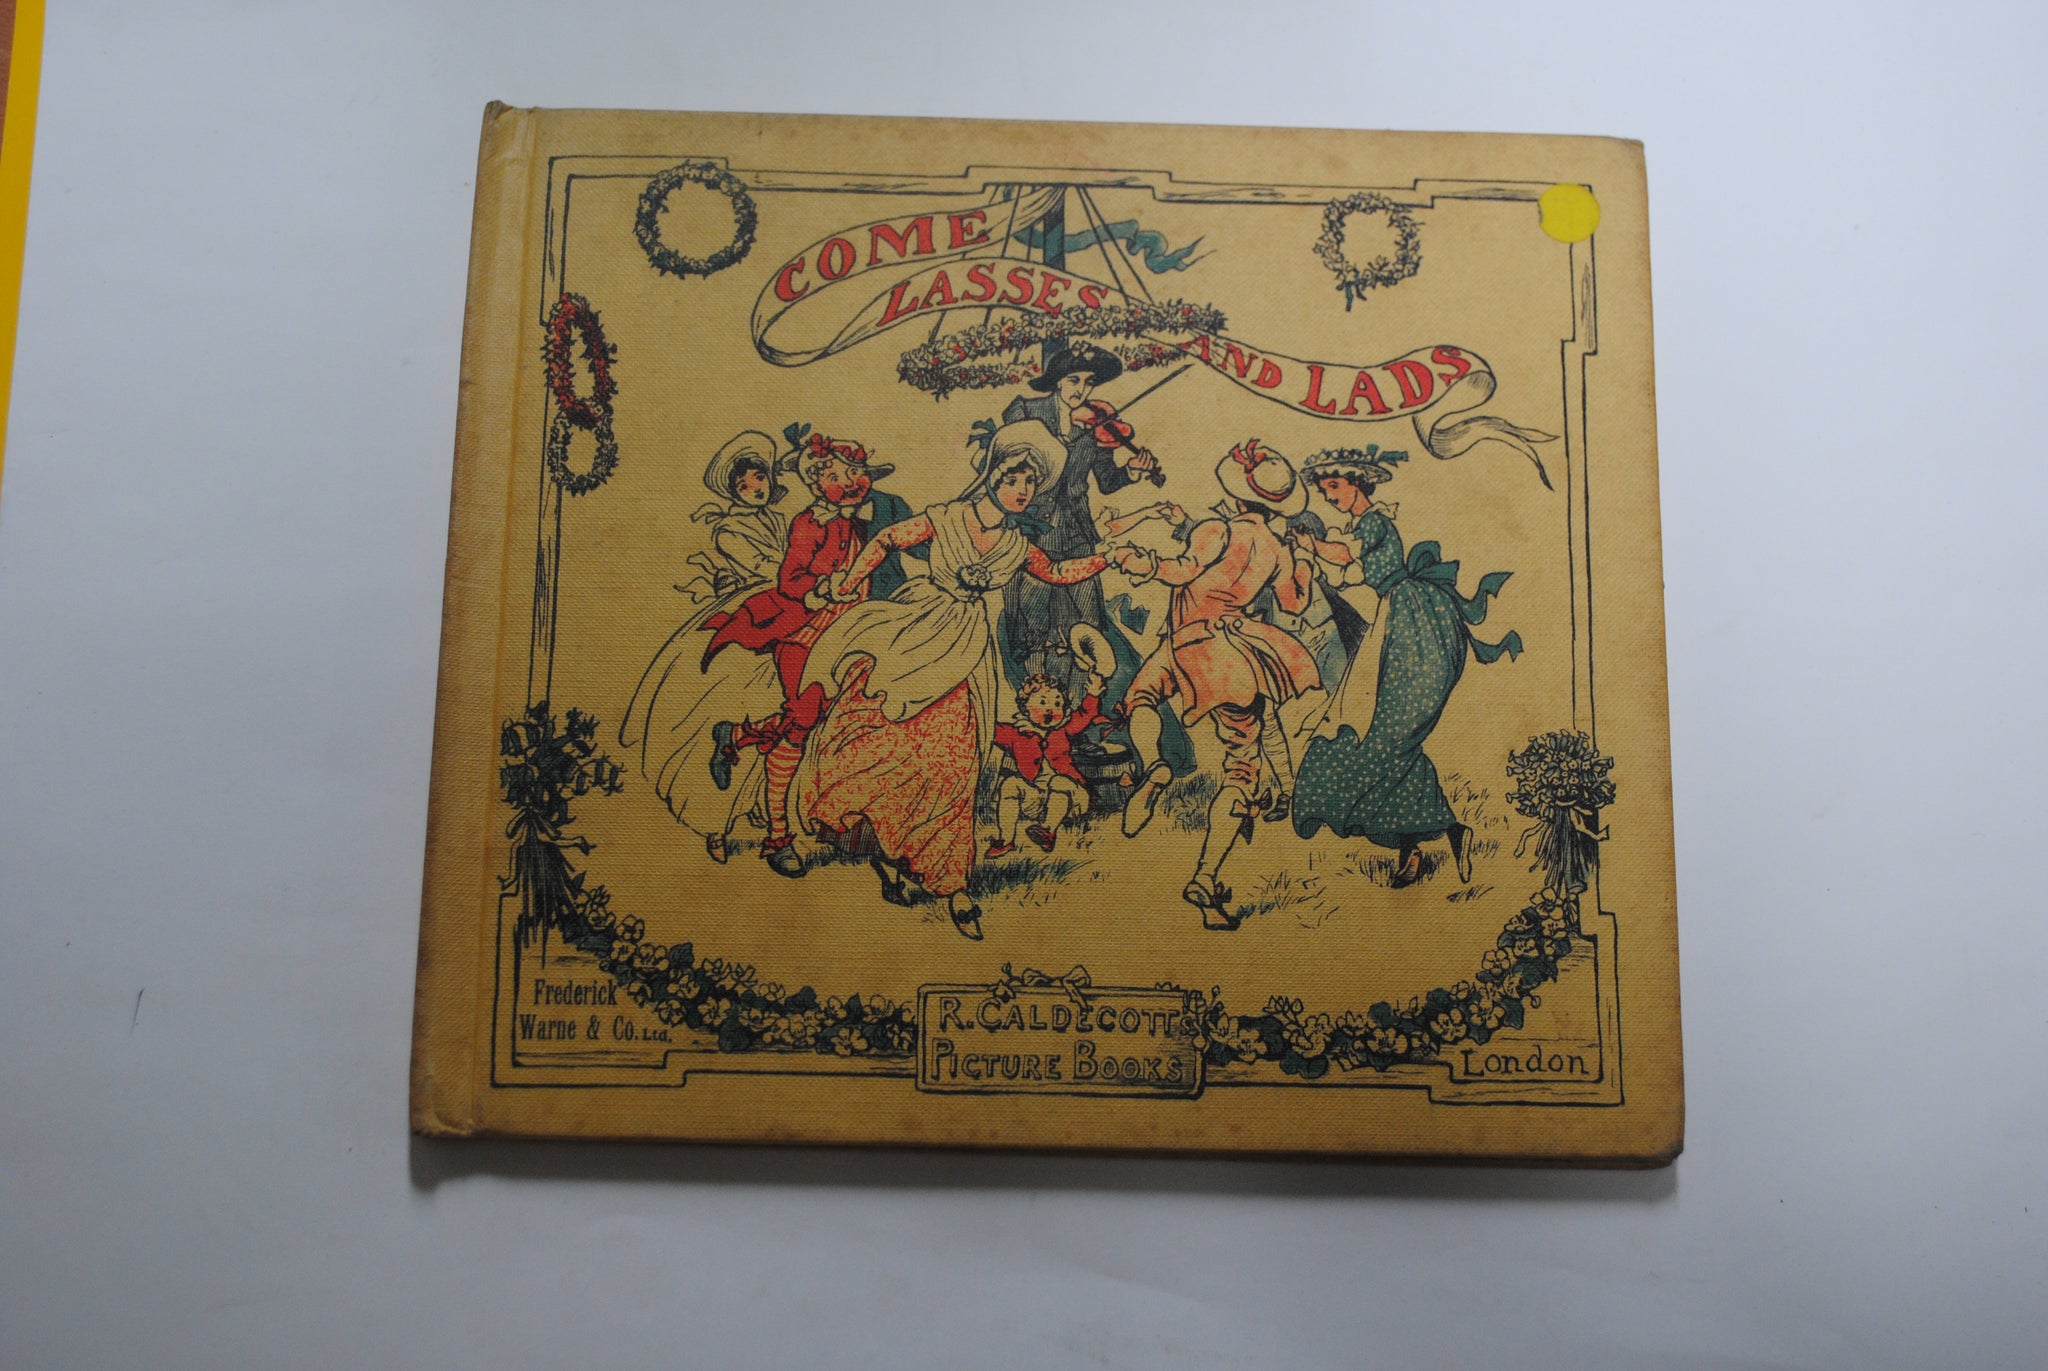 COME
LASSES
AND LADS
Frederick
Warne & Co. Ltd.
R. CALDECOTT'S
PICTURE BOOKS
London